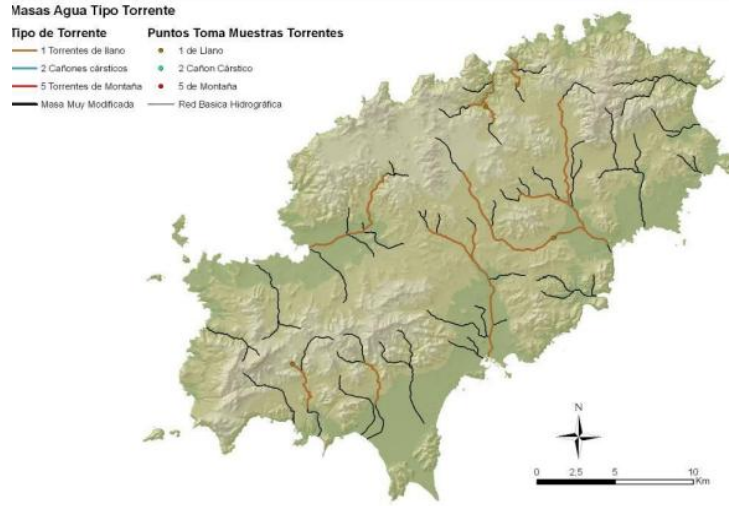 Masas Agua Tipo Torrente
Tipo de Torrente
1 Torrentes de llano
2 Cañones cársticos
5 Torrentes de Montaña
Masa Muy Modificada
Puntos Toma Muestras Torrentes
1 de Llano
2 Cañon Cárstico
5 de Montaña
Red Basica Hidrográfica
N
0 2,5 5 10
Km